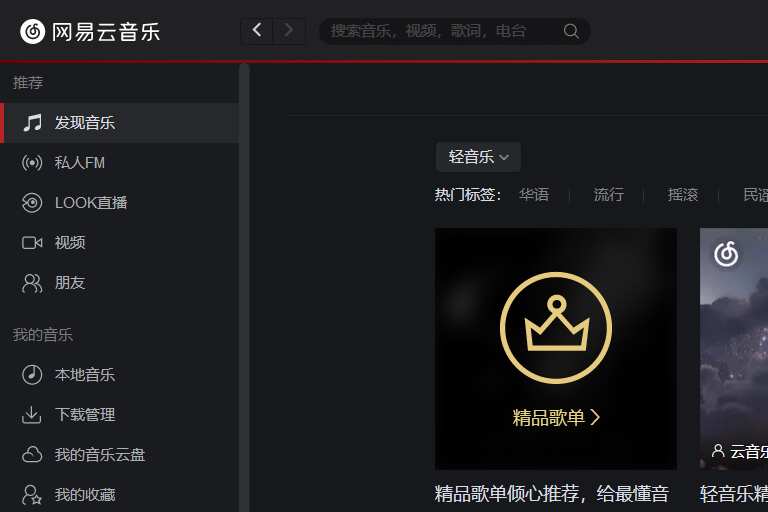 网易云音乐
搜索音乐，视频，歌词，电台
推荐
发现音乐
私人FM
LOOK直播
视频
朋友
我的音乐
本地音乐
下载管理
我的音乐云盘
我的收藏
轻音乐
热门标签： 华语 流行 摇滚 民谣
精品歌单
精品歌单倾心推荐，给最懂音
云音乐
轻音乐精